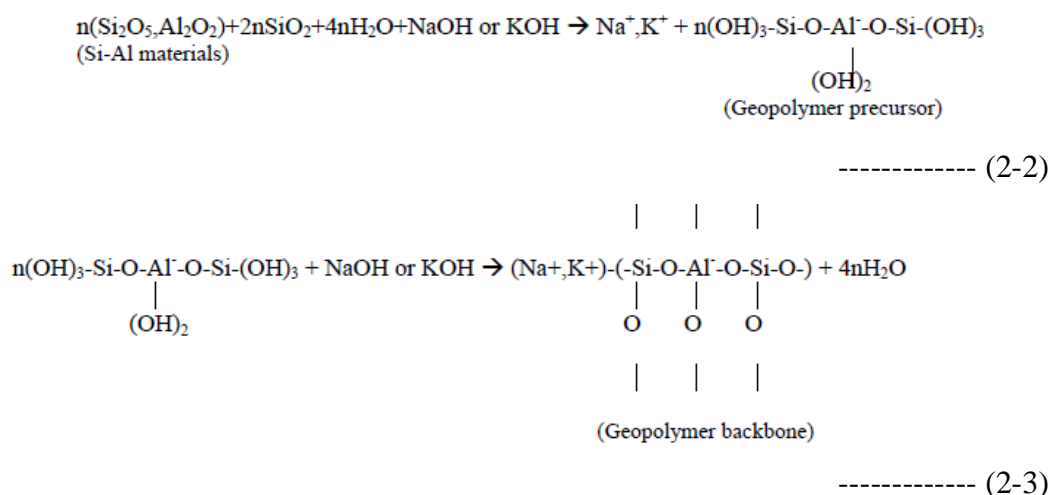 n(Si₂O₅,Al₂O₂)+2nSiO₂+4nH₂O+NaOH or KOH → Na⁺,K⁺ + n(OH)₃-Si-O-Al⁻-O-Si-(OH)₃
(Si-Al materials)
|
(OH)₂
(Geopolymer precursor)
------------- (2-2)
| | |
n(OH)₃-Si-O-Al⁻-O-Si-(OH)₃ + NaOH or KOH → (Na+,K+)-(-Si-O-Al⁻-O-Si-O-) + 4nH₂O
| | | |
(OH)₂ O O O
| | |
(Geopolymer backbone)
------------- (2-3)